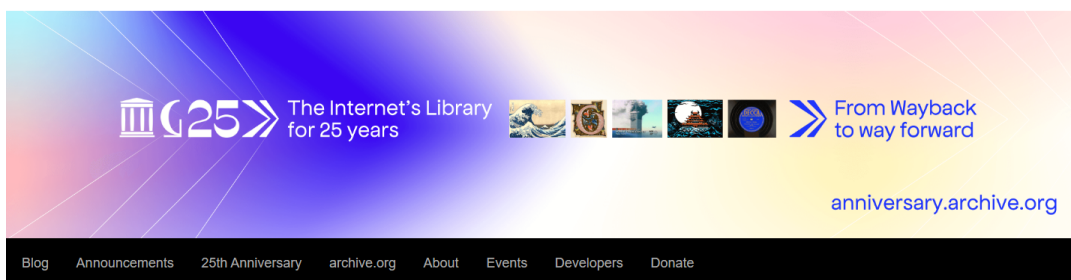 25
The Internet's Library
for 25 years
From Wayback
to way forward
anniversary.archive.org
Blog Announcements 25th Anniversary archive.org About Events Developers Donate